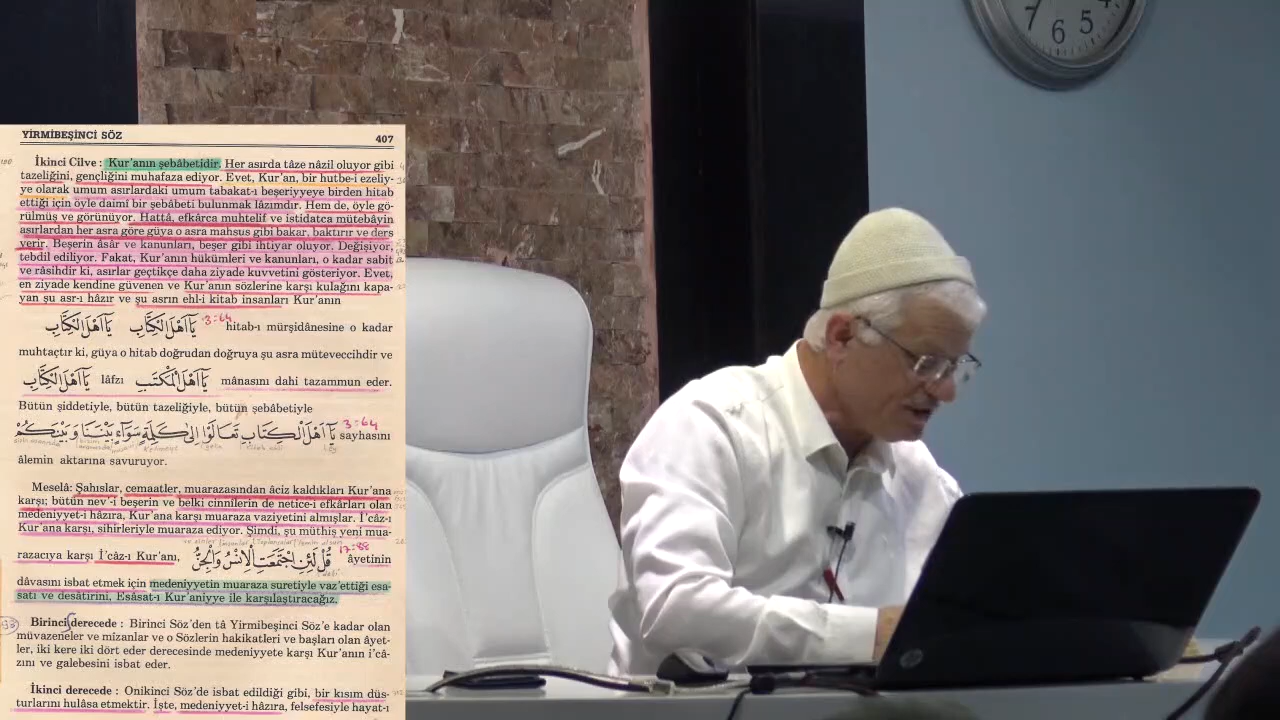 YİRMİBEŞİNCİ SÖZ 407
İkinci Cilve : Kur'anın şebâbetidir. Her asırda tâze nâzil oluyor gibi
tazeliğini, gençliğini muhafaza ediyor. Evet, Kur'an, bir hutbe-i ezeliy-
ye olarak umum asırlardaki umum tabakat-ı beşeriyyeye birden hitab
ettiği için öyle daimî bir şebâbeti bulunmak lâzımdır. Hem de, öyle gö-
rülmüş ve görünüyor. Hattâ, efkârca muhtelif ve istidatca mütebâyin
asırlardan her asra göre güya o asra mahsus gibi bakar, baktırır ve ders
verir. Beşerin âsâr ve kanunları, beşer gibi ihtiyar oluyor. Değişiyor,
tebdil ediliyor. Fakat, Kur'anın hükümleri ve kanunları, o kadar sabit
ve râsihdir ki, asırlar geçtikçe daha ziyade kuvvetini gösteriyor. Evet,
en ziyade kendine güvenen ve Kur'anın sözlerine karşı kulağını kapa-
yan şu asr-ı hâzır ve şu asrın ehl-i kitab insanları Kur'anın
يَٓا اَهْلَ الْكِتَابِ يَٓا اَهْلَ الْكِتَابِ 3:64 hitab-ı mürşidânesine o kadar
muhtaçtır ki, güya o hitab doğrudan doğruya şu asra müteveccihdir ve
يَٓا اَهْلَ الْكِتَابِ lâfzı يَٓا اَهْلَ الْمَكْتَبِ mânasını dahi tazammun eder.
Bütün şiddetiyle, bütün tazeliğiyle, bütün şebâbetiyle
يَٓا اَهْلَ الْكِتَابِ تَعَالَوْا اِلٰى كَلِمَةٍ سَوَٓاءٍ بَيْنَنَا وَبَيْنَكُمْ 3:64 sayhasını
âlemin aktarına savuruyor.
Meselâ: Şahıslar, cemaatler, muarazasından âciz kaldıkları Kur'ana
karşı; bütün nev'-i beşerin ve belki cinnîlerin de netice-i efkârları olan
medeniyyet-i hâzıra, Kur'ana karşı muaraza vaziyetini almışlar. İ'câz-ı
Kur'ana karşı, sihirleriyle muaraza ediyor. Şimdi, şu müthiş yeni mua-
razacıya karşı İ'câz-ı Kur'anı, قُلْ لَئِنِ اجْتَمَعَتِ الْاِنْسُ وَالْجِنُّ 17:88 âyetinin
dâvasını isbat etmek için medeniyyetin muaraza suretiyle vaz'ettiği esa-
satı ve desâtirini, Esâsat-ı Kur'aniyye ile karşılaştıracağız.
Birinci derecede : Birinci Söz'den tâ Yirmibeşinci Söz'e kadar olan
müvazeneler ve mîzanlar ve o Sözlerin hakikatleri ve başları olan âyet-
ler, iki kere iki dört eder derecesinde medeniyyete karşı Kur'anın i'câ-
zını ve galebesini isbat eder.
İkinci derecede : Onikinci Söz'de isbat edildiği gibi, bir kısım düs-
turlarını hulâsa etmektir. İşte, medeniyyet-i hâzıra, felsefesiyle hayat-ı
7 6 5
hp